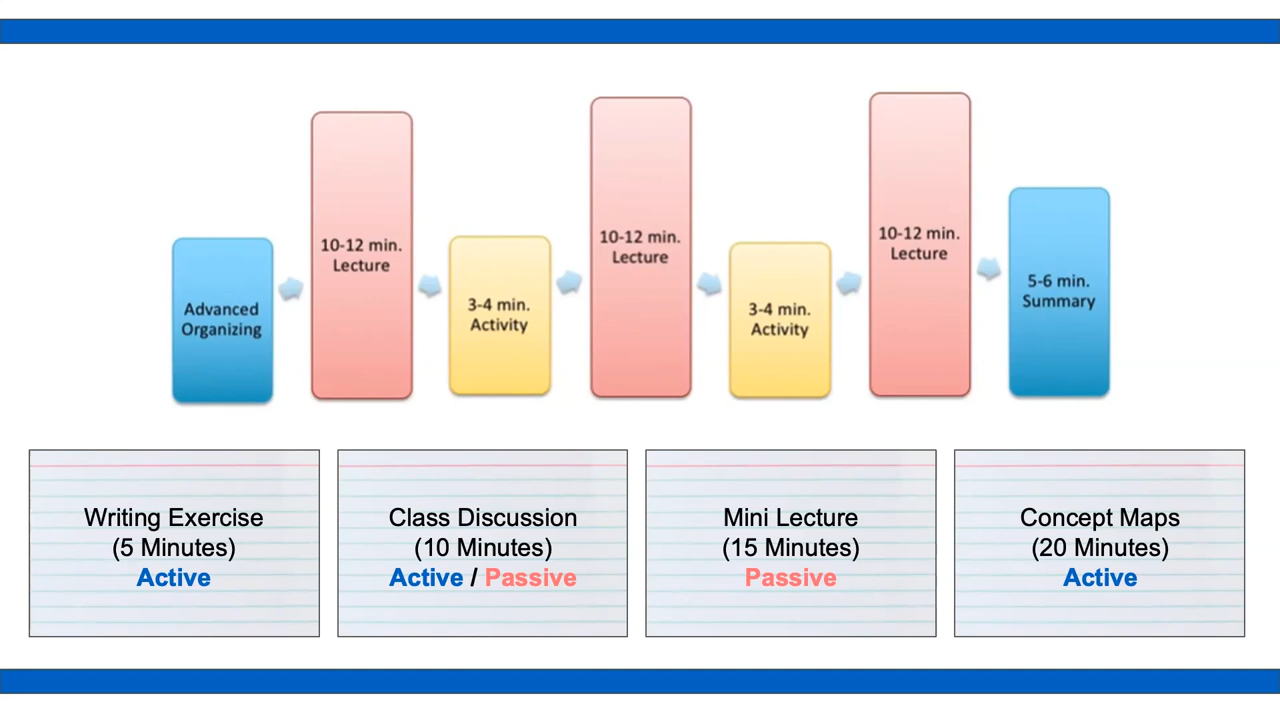 Advanced
Organizing
10-12 min.
Lecture
3-4 min.
Activity
10-12 min.
Lecture
3-4 min.
Activity
10-12 min.
Lecture
5-6 min.
Summary
Writing Exercise
(5 Minutes)
Active
Class Discussion
(10 Minutes)
Active / Passive
Mini Lecture
(15 Minutes)
Passive
Concept Maps
(20 Minutes)
Active